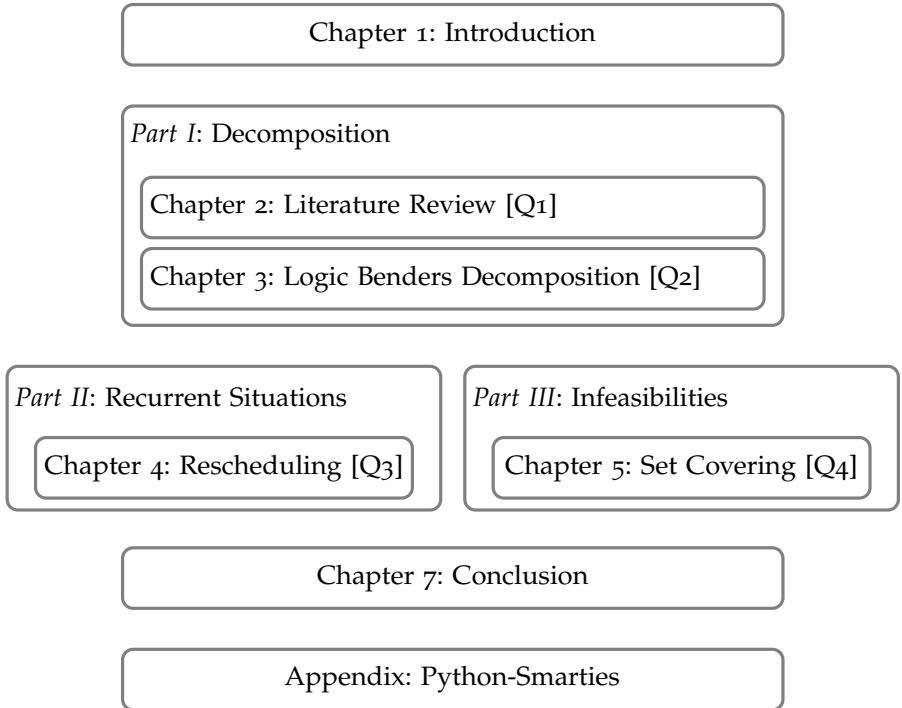 Chapter 1: Introduction
Part I: Decomposition
Chapter 2: Literature Review [Q1]
Chapter 3: Logic Benders Decomposition [Q2]
Part II: Recurrent Situations
Chapter 4: Rescheduling [Q3]
Part III: Infeasibilities
Chapter 5: Set Covering [Q4]
Chapter 7: Conclusion
Appendix: Python-Smarties